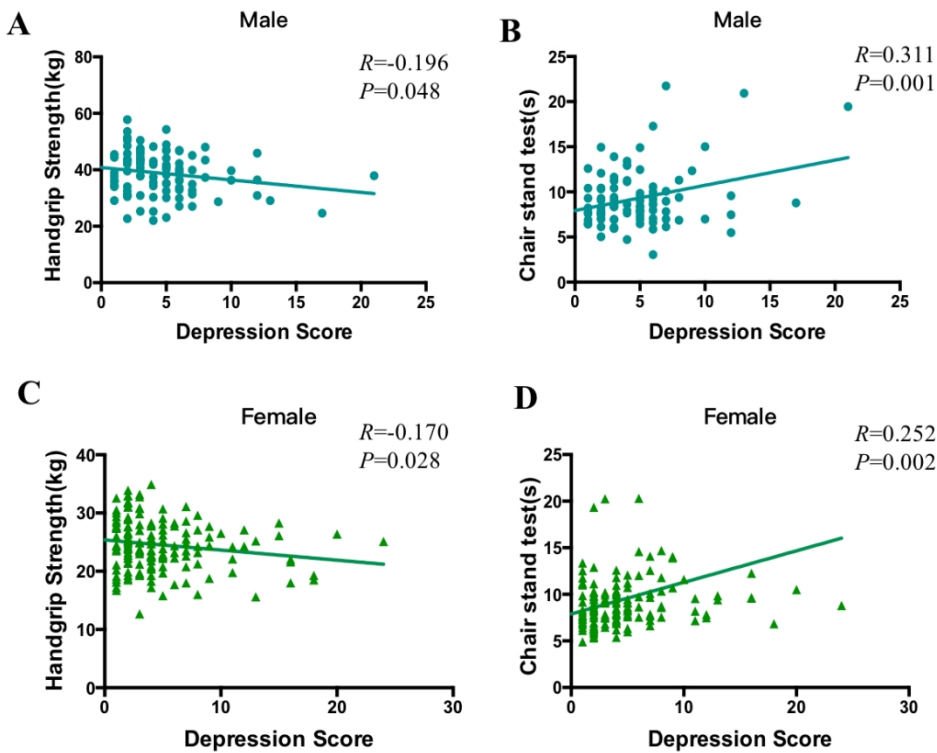 A
Male
R=-0.196
P=0.048
Handgrip Strength(kg)
80
60
40
20
0
0 5 10 15 20 25
Depression Score
B
Male
R=0.311
P=0.001
Chair stand test(s)
25
20
15
10
5
0
0 5 10 15 20 25
Depression Score
C
Female
R=-0.170
P=0.028
Handgrip Strength(kg)
40
30
20
10
0
0 10 20 30
Depression Score
D
Female
R=0.252
P=0.002
Chair stand test(s)
25
20
15
10
5
0
0 10 20 30
Depression Score